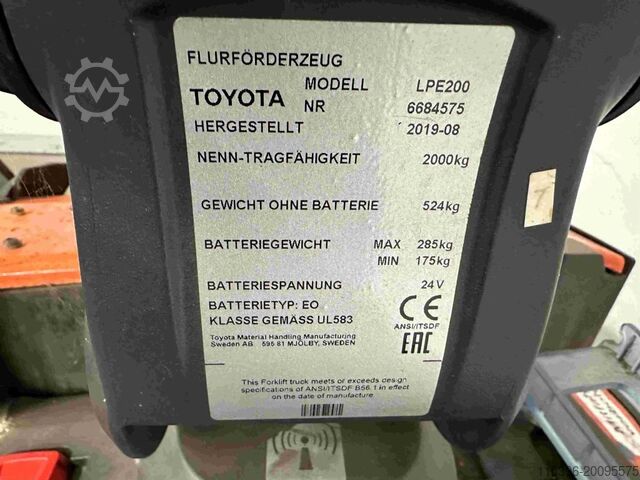 FLURFÖRDERZEUG
MODELL LPE200
TOYOTA NR 6684575
HERGESTELLT 2019-08
NENN-TRAGFÄHIGKEIT 2000kg
GEWICHT OHNE BATTERIE 524kg
BATTERIEGEWICHT MAX 285kg
MIN 175kg
BATTERIESPANNUNG 24V
BATTERIETYP: EO
KLASSE GEMÄSS UL583
CE
ANSI/ITSDF
EAC
Toyota Material Handling Manufacturing
Sweden AB 595 81 MJÖLBY, SWEDEN
This Forklift truck meets or exceeds design
specifications of ANSI/ITSDF B56.1 in effect
on the date of manufacture.